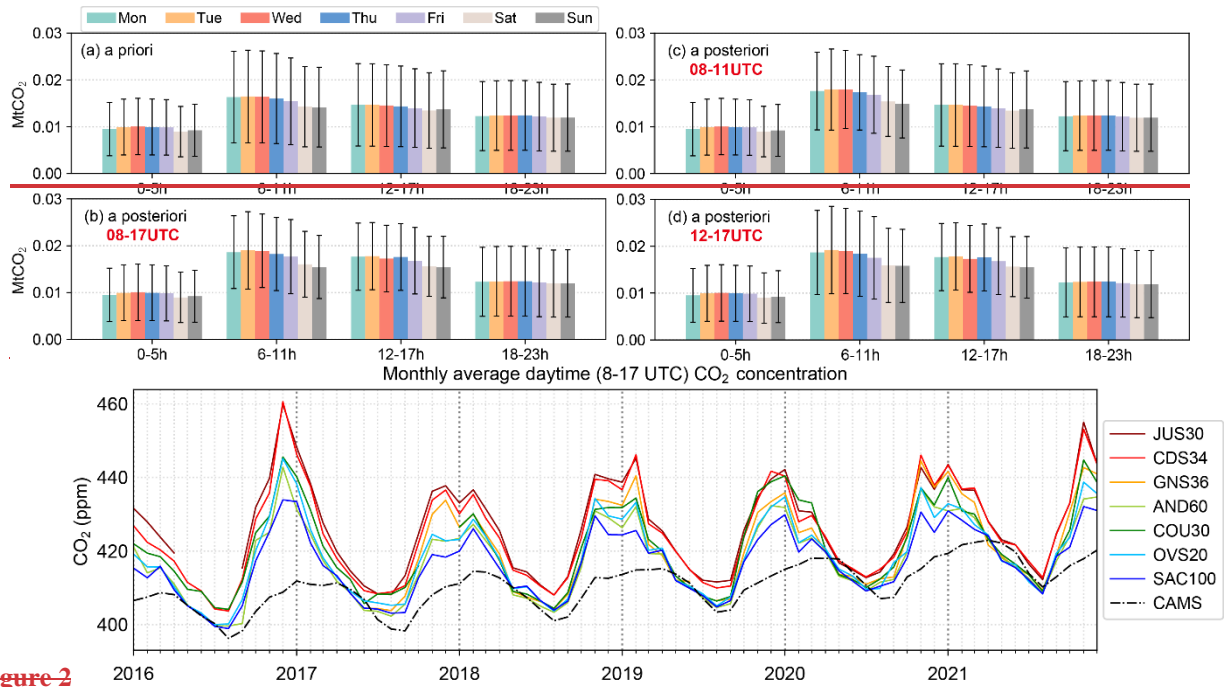 Mon Tue Wed Thu Fri Sat Sun
(a) a priori
0.03
0.02
0.01
0.00
MtCO2
0-5h 6-11h 12-17h 18-23h
(c) a posteriori
08-11UTC
0.03
0.02
0.01
0.00
0-5h 6-11h 12-17h 18-23h
(b) a posteriori
08-17UTC
0.03
0.02
0.01
0.00
MtCO2
0-5h 6-11h 12-17h 18-23h
(d) a posteriori
12-17UTC
0.03
0.02
0.01
0.00
0-5h 6-11h 12-17h 18-23h
Monthly average daytime (8-17 UTC) CO2 concentration
460
440
420
400
CO2 (ppm)
JUS30
CDS34
GNS36
AND60
COU30
OVS20
SAC100
CAMS
2016 2017 2018 2019 2020 2021
gure 2